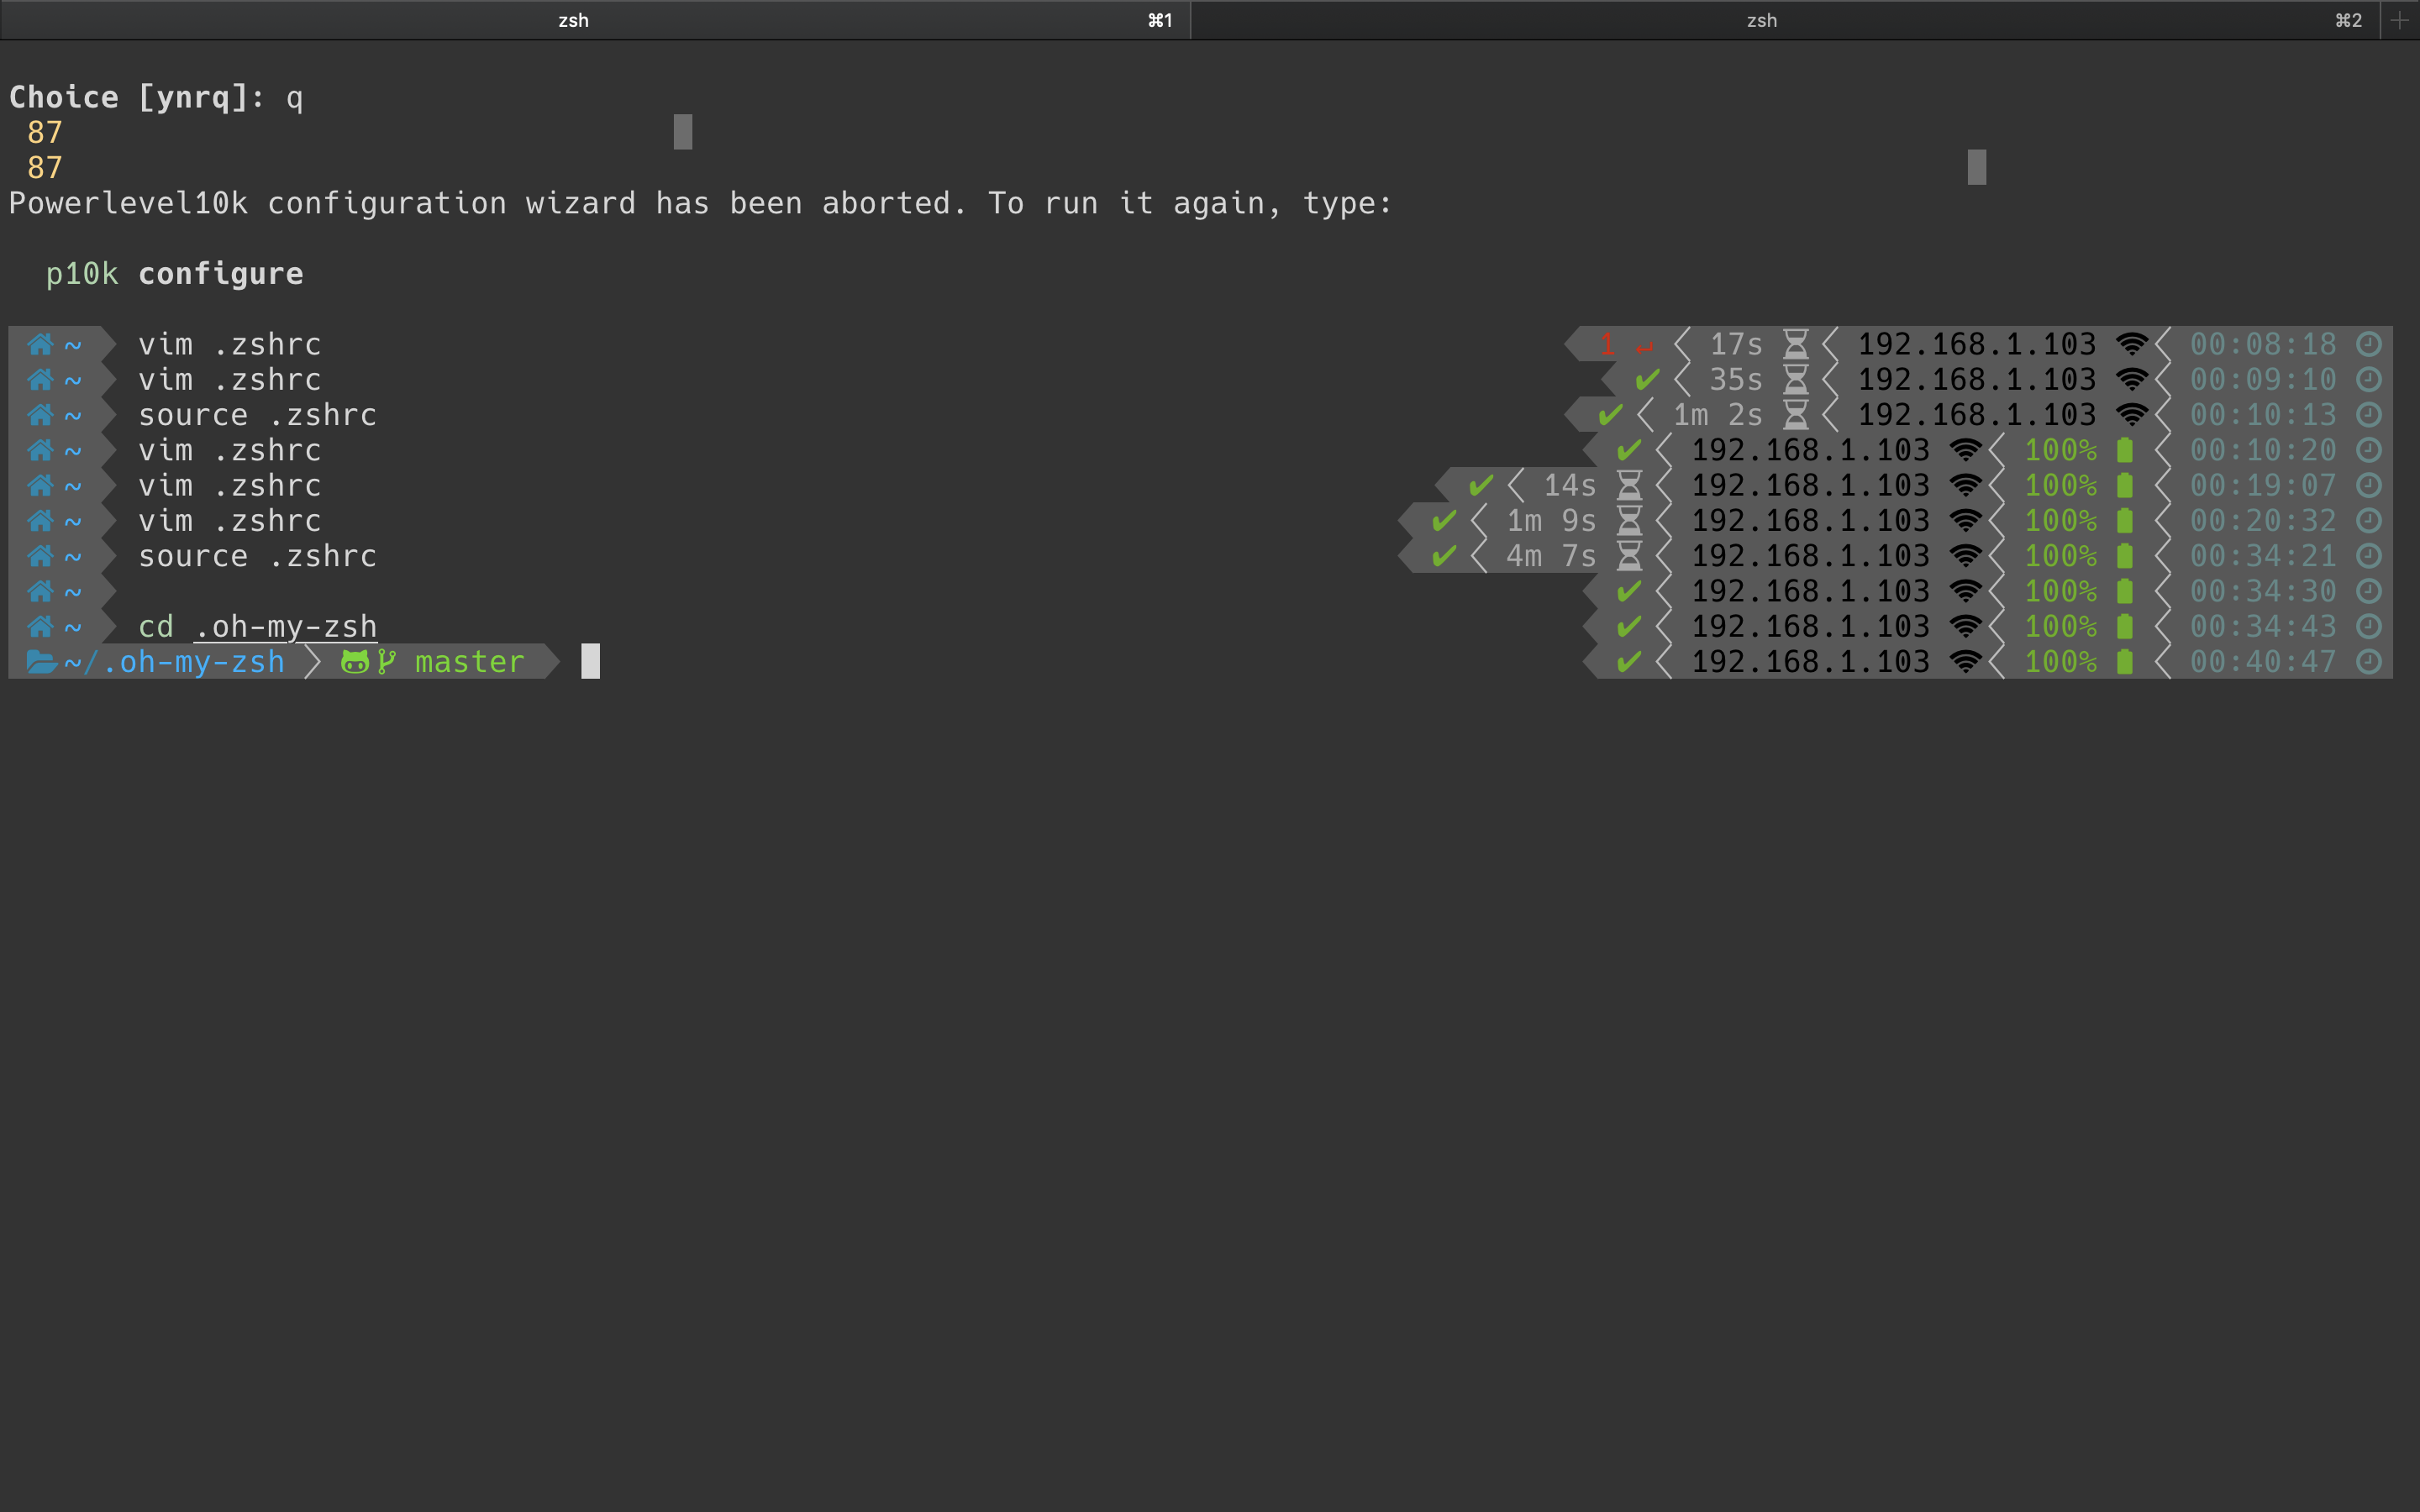 zsh ⌘1 zsh ⌘2 +
Choice [ynrq]: q
87
87
Powerlevel10k configuration wizard has been aborted. To run it again, type:
p10k configure
~ vim .zshrc 1 ↵ 17s 192.168.1.103 00:08:18
~ vim .zshrc ✔ 35s 192.168.1.103 00:09:10
~ source .zshrc ✔ 1m 2s 192.168.1.103 00:10:13
~ vim .zshrc ✔ 192.168.1.103 100% 00:10:20
~ vim .zshrc ✔ 14s 192.168.1.103 100% 00:19:07
~ vim .zshrc ✔ 1m 9s 192.168.1.103 100% 00:20:32
~ source .zshrc ✔ 4m 7s 192.168.1.103 100% 00:34:21
~ ✔ 192.168.1.103 100% 00:34:30
~ cd .oh-my-zsh ✔ 192.168.1.103 100% 00:34:43
~/.oh-my-zsh master ✔ 192.168.1.103 100% 00:40:47